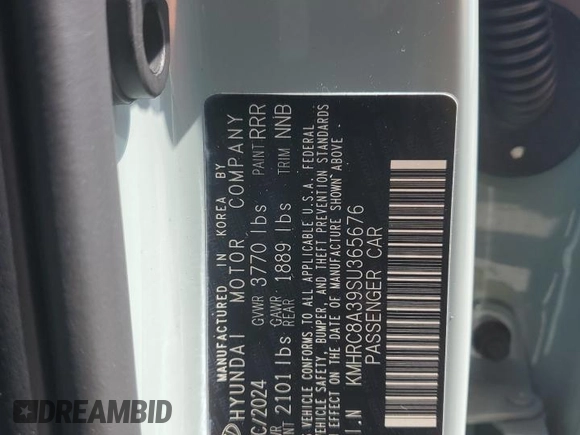 MANUFACTURED IN KOREA BY
HYUNDAI MOTOR COMPANY
C/2024 GVWR 3770 lbs PAINT RRR
2101 lbs GAWR REAR 1889 lbs TRIM NNB
VEHICLE CONFORMS TO ALL APPLICABLE U.S.A. FEDERAL
VEHICLE SAFETY, BUMPER, AND THEFT PREVENTION STANDARDS
ON THE DATE OF MANUFACTURE SHOWN ABOVE
I.N KMHRC8A39SU365676
PASSENGER CAR
DREAMBID